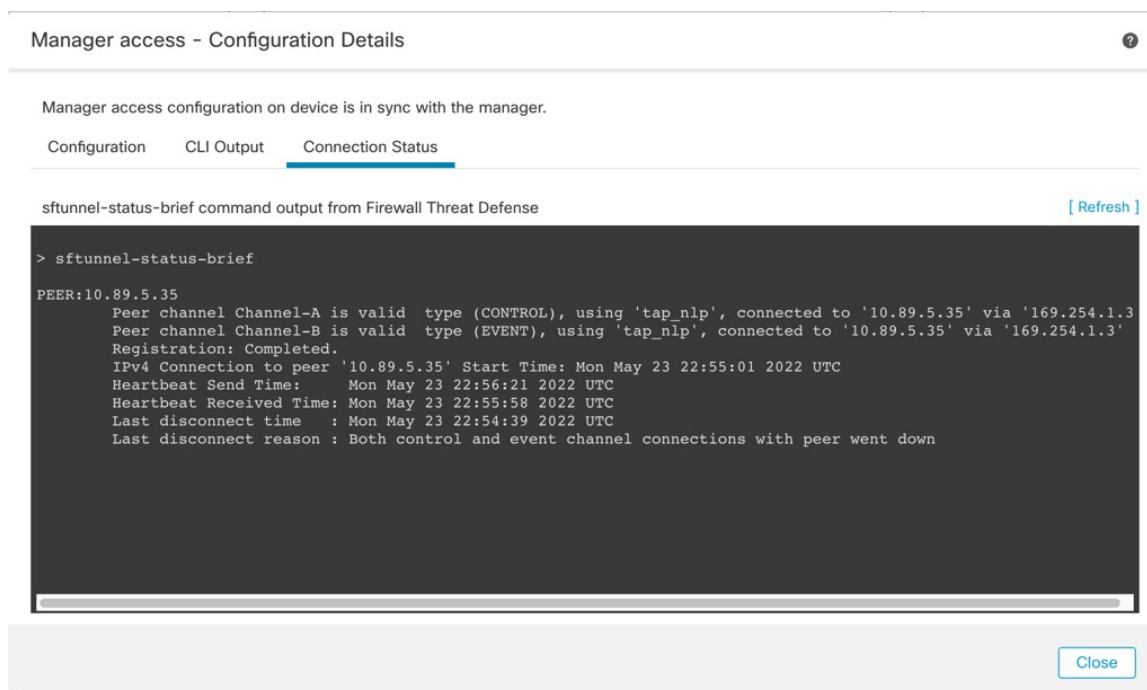 Manager access - Configuration Details
?
Manager access configuration on device is in sync with the manager.
Configuration CLI Output Connection Status
sftunnel-status-brief command output from Firewall Threat Defense [ Refresh ]
> sftunnel-status-brief
PEER:10.89.5.35
Peer channel Channel-A is valid type (CONTROL), using 'tap_nlp', connected to '10.89.5.35' via '169.254.1.3
Peer channel Channel-B is valid type (EVENT), using 'tap_nlp', connected to '10.89.5.35' via '169.254.1.3'
Registration: Completed.
IPv4 Connection to peer '10.89.5.35' Start Time: Mon May 23 22:55:01 2022 UTC
Heartbeat Send Time: Mon May 23 22:56:21 2022 UTC
Heartbeat Received Time: Mon May 23 22:55:58 2022 UTC
Last disconnect time : Mon May 23 22:54:39 2022 UTC
Last disconnect reason : Both control and event channel connections with peer went down
Close